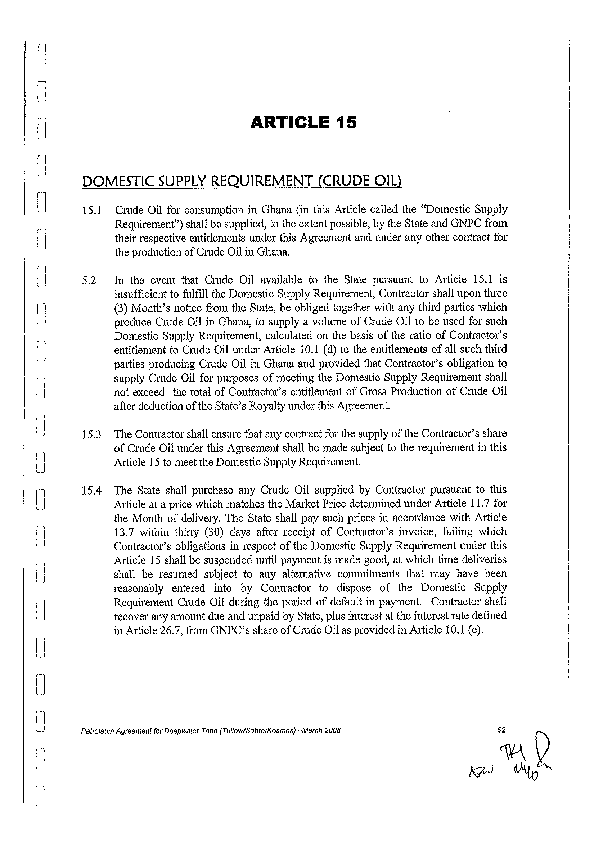 ARTICLE 15
DOMESTIC SUPPLY REQUIREMENT (CRUDE OIL)
15.1 Crude Oil for consumption in Ghana (in this Article called the "Domestic Supply
Requirement") shall be supplied, to the extent possible, by the State and GNPC from
their respective entitlements under this Agreement and under any other contract for
the production of Crude Oil in Ghana.
5.2 In the event that Crude Oil available to the State pursuant to Article 15.1 is
insufficient to fulfill the Domestic Supply Requirement, Contractor shall upon three
(3) Month's notice from the State, be obliged together with any third parties which
produce Crude Oil in Ghana, to supply a volume of Crude Oil to be used for such
Domestic Supply Requirement, calculated on the basis of the ratio of Contractor's
entitlement to Crude Oil under Article 10.1 (d) to the entitlements of all such third
parties producing Crude Oil in Ghana and provided that Contractor's obligation to
supply Crude Oil for purposes of meeting the Domestic Supply Requirement shall
not exceed the total of Contractor's entitlement of Gross Production of Crude Oil
after deduction of the State's Royalty under this Agreement.
15.3 The Contractor shall ensure that any contract for the supply of the Contractor's share
of Crude Oil under this Agreement shall be made subject to the requirement in this
Article 15 to meet the Domestic Supply Requirement.
15.4 The State shall purchase any Crude Oil supplied by Contractor pursuant to this
Article at a price which matches the Market Price determined under Article 11.7 for
the Month of delivery. The State shall pay such prices in accordance with Article
13.7 within thirty (30) days after receipt of Contractor's invoice, failing which
Contractor's obligations in respect of the Domestic Supply Requirement under this
Article 15 shall be suspended until payment is made good, at which time deliveries
shall be resumed subject to any alternative commitments that may have been
reasonably entered into by Contractor to dispose of the Domestic Supply
Requirement Crude Oil during the period of default in payment. Contractor shall
recover any amount due and unpaid by State, plus interest at the interest rate defined
in Article 26.7, from GNPC's share of Crude Oil as provided in Article 10.1 (e).
Petroleum Agreement for Deepwater Tano (Tullow/Sabre/Kosmos) - March 2006